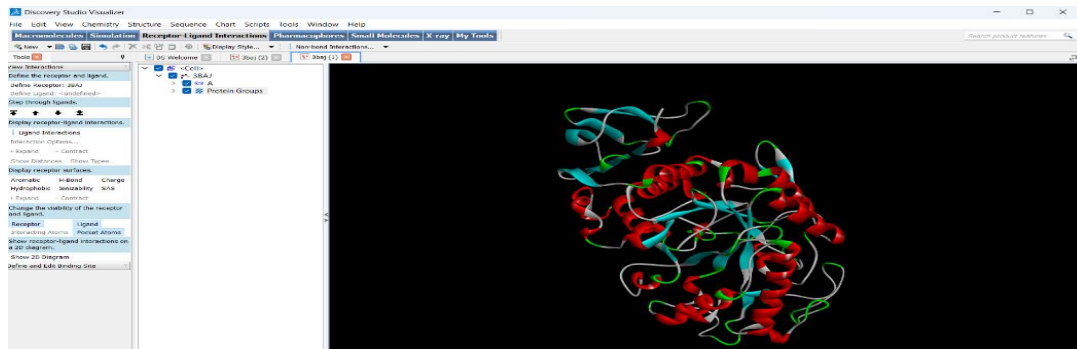 Discovery Studio Visualizer
File Edit View Chemistry Structure Sequence Chart Scripts Tools Window Help
Macromolecules Simulation Receptor-Ligand Interactions Pharmacophores Small Molecules X-ray My Tools
Search product features
New Display Style... Non-bond Interactions...
Tools
DS Welcome 3baj (2) 3baj (1)
View Interactions
Define the receptor and ligand.
Define Receptor: 3BAJ
Define Ligand: <undefined>
Step through ligands.
Display receptor-ligand interactions.
Ligand Interactions
Interaction Options...
+ Expand - Contract
Show Distances Show Types
Display receptor surfaces.
Aromatic H-Bond Charge
Hydrophobic Ionizability SAS
+ Expand - Contract
Change the visibility of the receptor
and ligand.
Receptor Ligand
Interacting Atoms Pocket Atoms
Show receptor-ligand interactions on
a 2D diagram.
Show 2D Diagram
Define and Edit Binding Site
<Cell>
3BAJ
A
Protein Groups